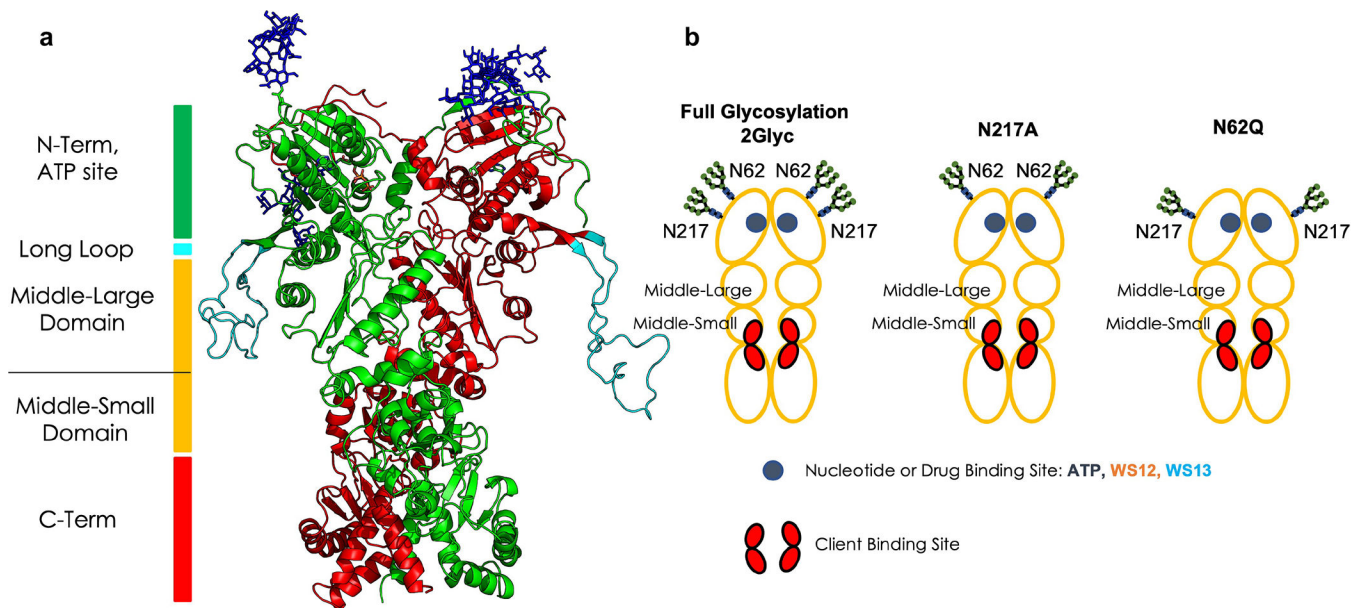 a
N-Term,
ATP site
Long Loop
Middle-Large
Domain
Middle-Small
Domain
C-Term
b
Full Glycosylation
2Glyc
N62 N62
N217 N217
Middle-Large
Middle-Small
N217A
N62 N62
Middle-Large
Middle-Small
N62Q
N217 N217
Middle-Large
Middle-Small
Nucleotide or Drug Binding Site: ATP, WS12, WS13
Client Binding Site